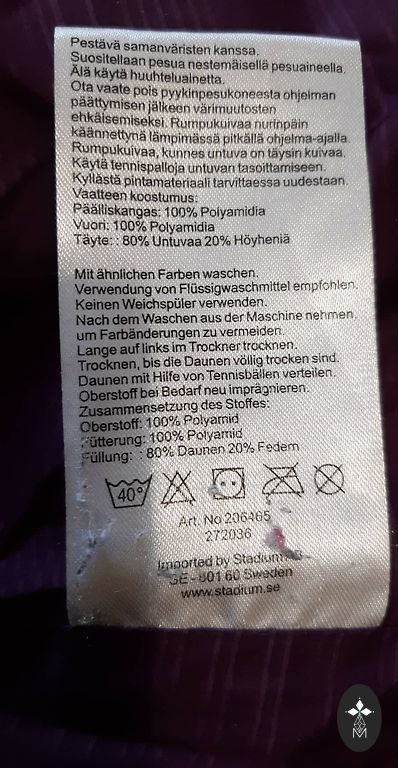 Pestävä samanväristen kanssa.
Suositellaan pesua nestemäisellä pesuaineella.
Älä käytä huuhteluainetta.
Ota vaate pois pyykinpesukoneesta ohjelman
päättymisen jälkeen värimuutosten
ehkäisemiseksi. Rumpukuivaa nurinpäin
käännettynä lämpimässä pitkällä ohjelma-ajalla.
Rumpukuivaa, kunnes untuva on täysin kuivaa.
Käytä tennispalloja untuvan tasoittamiseen.
Kyllästä pintamateriaali tarvittaessa uudestaan.
Vaatteen koostumus:
Päälliskangas: 100% Polyamidia
Vuori: 100% Polyamidia
Täyte: : 80% Untuvaa 20% Höyheniä
Mit ähnlichen Farben waschen.
Verwendung von Flüssigwaschmittel empfohlen.
Keinen Weichspüler verwenden.
Nach dem Waschen aus der Maschine nehmen,
um Farbänderungen zu vermeiden.
Lange auf links im Trockner trocknen.
Trocknen, bis die Daunen völlig trocken sind.
Daunen mit Hilfe von Tennisbällen verteilen.
Oberstoff bei Bedarf neu imprägnieren.
Zusammensetzung des Stoffes:
Oberstoff: 100% Polyamid
Fütterung: 100% Polyamid
Füllung: : 80% Daunen 20% Federn
40°
Art. No 206465
272036
Imported by Stadium
SE - 601 60 Sweden
www.stadium.se
M